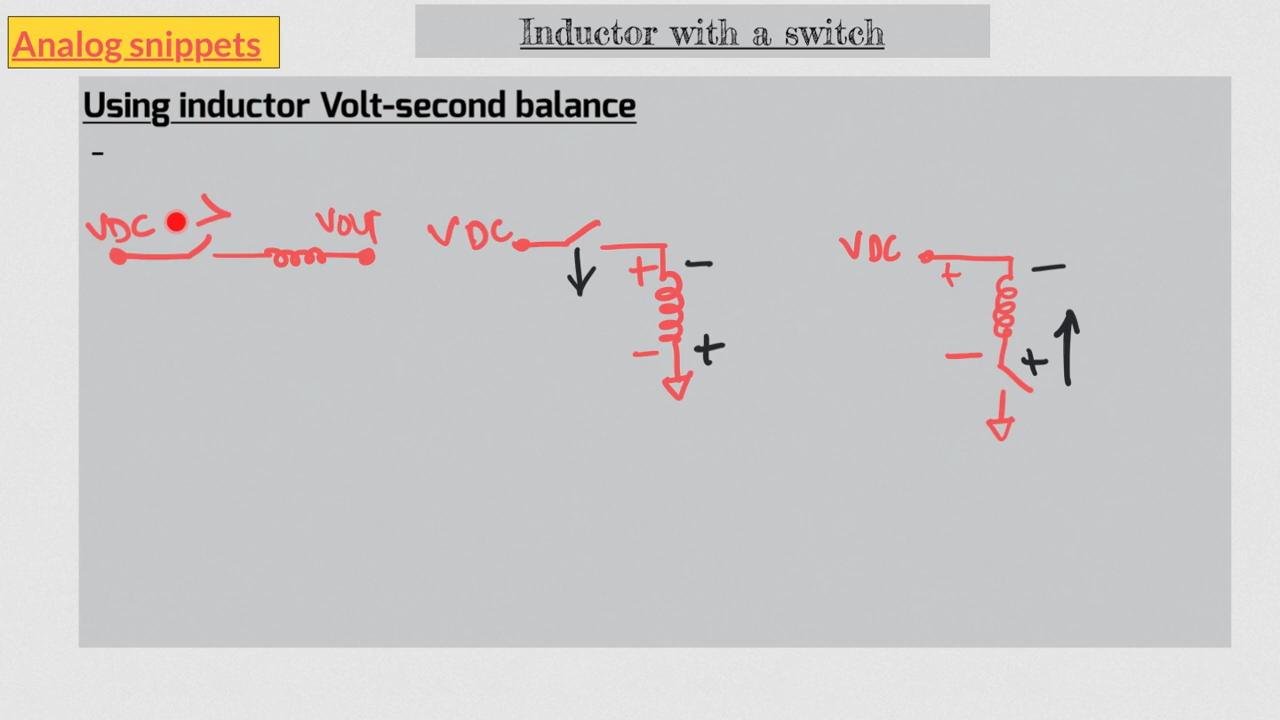 Analog snippets
Inductor with a switch
Using inductor Volt-second balance
-
VDC > VOUT
VDC + - - +
VDC + - - +